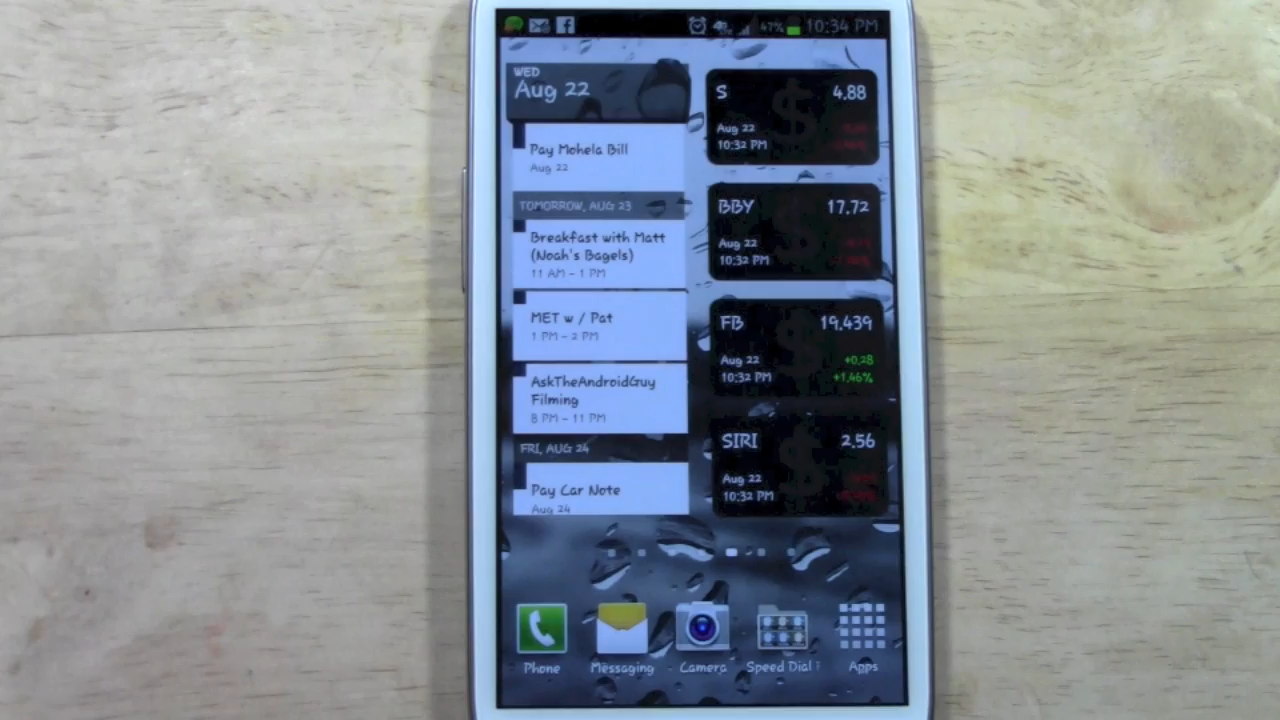 47% 10:34 PM
WED
Aug 22
Pay Mohela Bill
Aug 22
TOMORROW, AUG 23
Breakfast with Matt
(Noah's Bagels)
11 AM – 1 PM
MET w / Pat
1 PM – 2 PM
AskTheAndroidGuy
Filming
8 PM – 11 PM
FRI, AUG 24
Pay Car Note
Aug 24
S 4.88
Aug 22
10:32 PM
BBY 17.72
Aug 22
10:32 PM
FB 19.439
Aug 22 +0.28
10:32 PM +1.46%
SIRI 2.56
Aug 22
10:32 PM
Phone Messaging Camera Speed Dial Apps